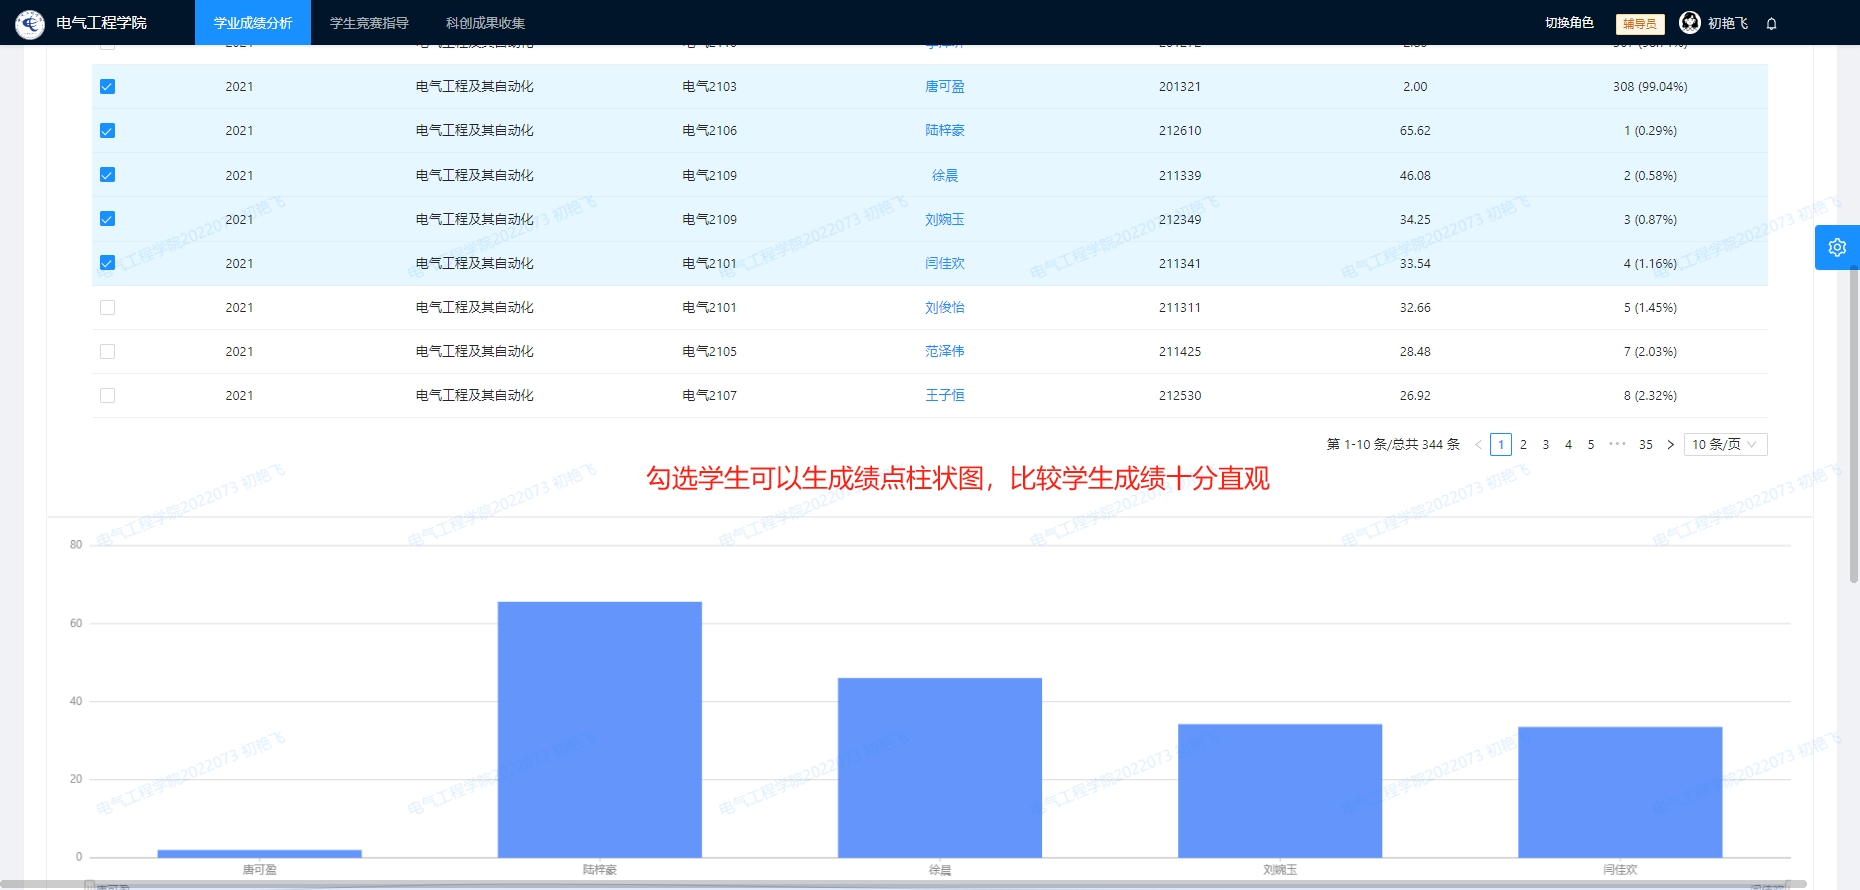 电气工程学院 学业成绩分析 学生竞赛指导 科创成果收集 切换角色 辅导员 初艳飞
2021 电气工程及其自动化 电气2103 唐可盈 201321 2.00 308 (99.04%)
2021 电气工程及其自动化 电气2106 陆梓豪 212610 65.62 1 (0.29%)
2021 电气工程及其自动化 电气2109 徐晨 211339 46.08 2 (0.58%)
2021 电气工程及其自动化 电气2109 刘婉玉 212349 34.25 3 (0.87%)
2021 电气工程及其自动化 电气2101 闫佳欢 211341 33.54 4 (1.16%)
2021 电气工程及其自动化 电气2101 刘俊怡 211311 32.66 5 (1.45%)
2021 电气工程及其自动化 电气2105 范泽伟 211425 28.48 7 (2.03%)
2021 电气工程及其自动化 电气2107 王子恒 212530 26.92 8 (2.32%)
第 1-10 条/总共 344 条 < 1 2 3 4 5 ••• 35 > 10 条/页
勾选学生可以生成绩点柱状图，比较学生成绩十分直观
电气工程学院2022073 初艳飞
80
60
40
20
0
唐可盈 陆梓豪 徐晨 刘婉玉 闫佳欢